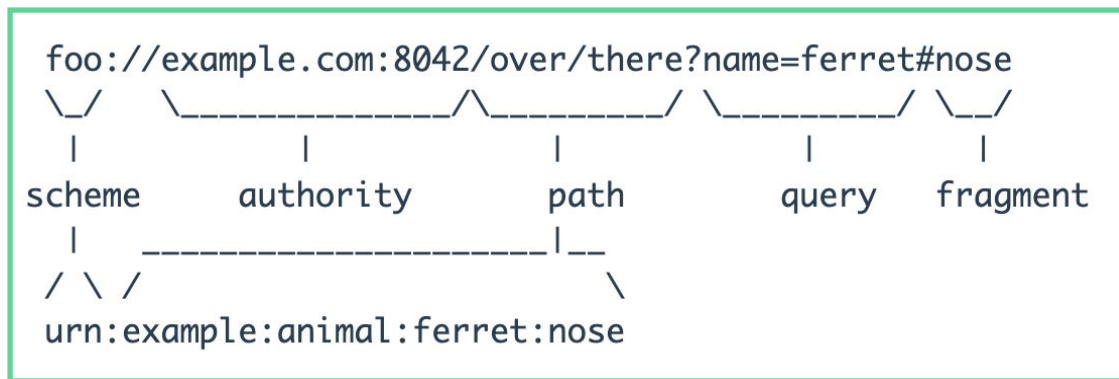 foo://example.com:8042/over/there?name=ferret#nose
\_/   \______________/\_________/ \_________/ \__/
 |           |            |            |        |
scheme     authority       path        query   fragment
 |   _____________________|__
/ \ /                        \
urn:example:animal:ferret:nose